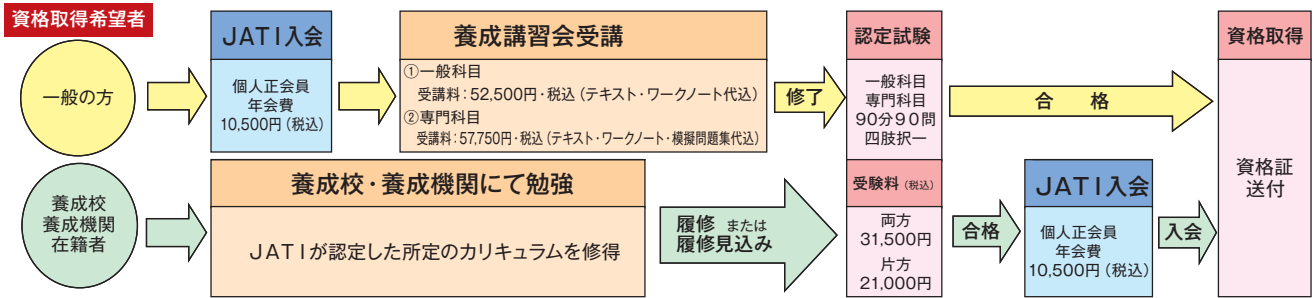 資格取得希望者
一般の方
JATI入会
個人正会員
年会費
10,500円(税込)
養成講習会受講
①一般科目
受講料:52,500円・税込(テキスト・ワークノート代込)
②専門科目
受講料:57,750円・税込(テキスト・ワークノート・模擬問題集代込)
修了
認定試験
一般科目
専門科目
90分90問
四肢択一
合 格
資格取得
資格証
送付
養成校
養成機関
在籍者
養成校・養成機関にて勉強
JATIが認定した所定のカリキュラムを修得
履修 または
履修見込み
受験料(税込)
両方
31,500円
片方
21,000円
合格
JATI入会
個人正会員
年会費
10,500円(税込)
入会